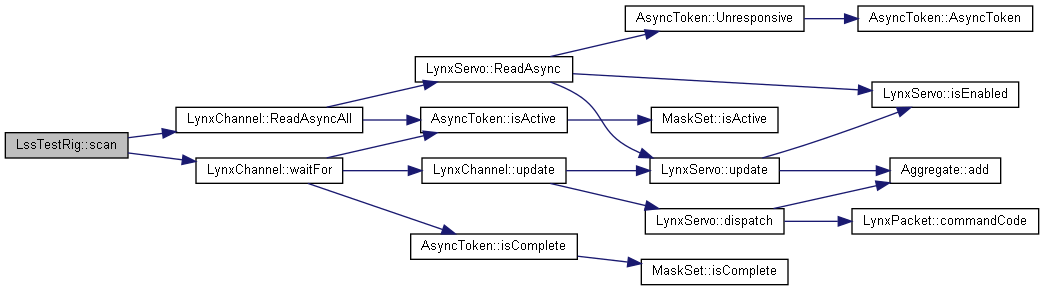 AsyncToken::Unresponsive
AsyncToken::AsyncToken
LynxServo::ReadAsync
LynxServo::isEnabled
LynxChannel::ReadAsyncAll
AsyncToken::isActive
MaskSet::isActive
LssTestRig::scan
LynxChannel::waitFor
LynxChannel::update
LynxServo::update
Aggregate::add
LynxServo::dispatch
LynxPacket::commandCode
AsyncToken::isComplete
MaskSet::isComplete